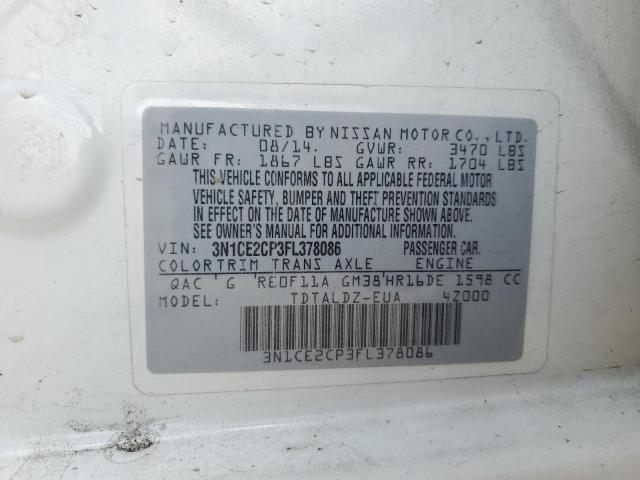 MANUFACTURED BY NISSAN MOTOR CO., LTD.
DATE: 08/14. GVWR: 3470 LBS
GAWR FR: 1867 LBS GAWR RR: 1704 LBS
THIS VEHICLE CONFORMS TO ALL APPLICABLE FEDERAL MOTOR
VEHICLE SAFETY, BUMPER AND THEFT PREVENTION STANDARDS
IN EFFECT ON THE DATE OF MANUFACTURE SHOWN ABOVE.
SEE OWNER'S MANUAL FOR ADDITIONAL INFORMATION.
VIN: 3N1CE2CP3FL378086 PASSENGER CAR.
COLOR TRIM TRANS AXLE ENGINE
QAC G RE0F11A GM38 HR16DE 1598 CC
MODEL: TDTALDZ-EUA 4Z000
3N1CE2CP3FL378086